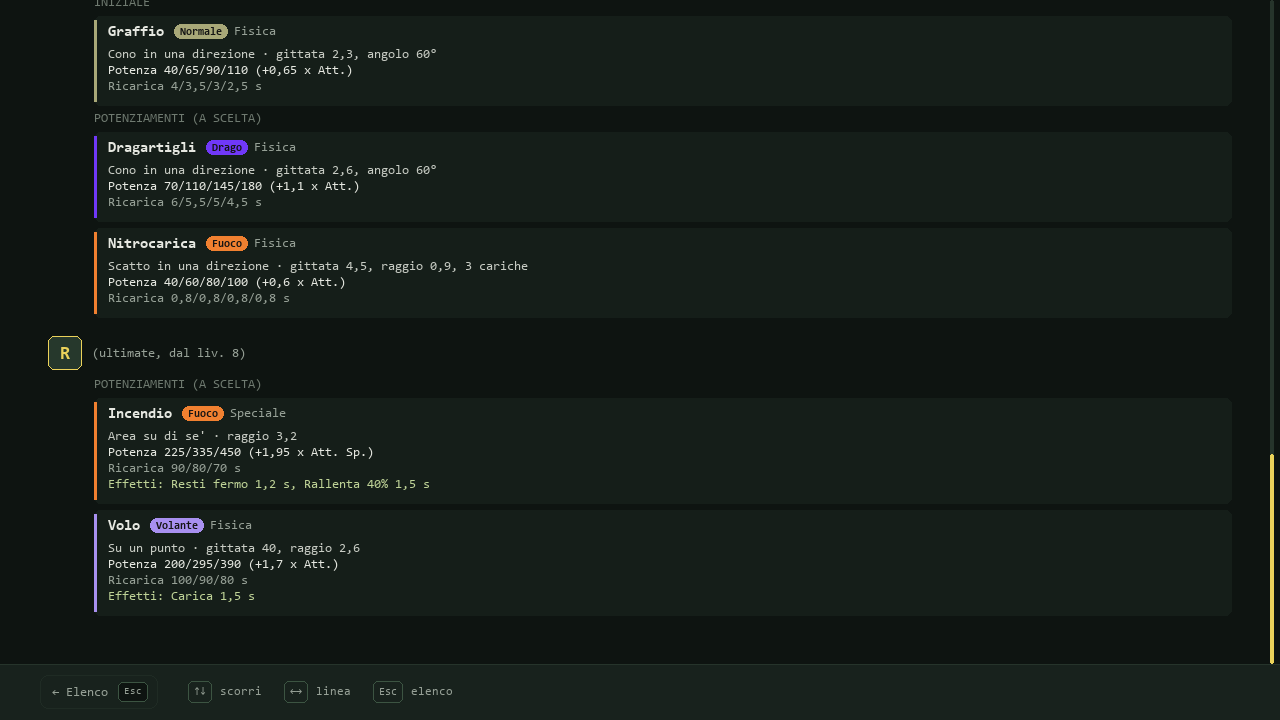 INIZIALE
Graffio Normale Fisica
Cono in una direzione · gittata 2,3, angolo 60°
Potenza 40/65/90/110 (+0,65 x Att.)
Ricarica 4/3,5/3/2,5 s
POTENZIAMENTI (A SCELTA)
Dragartigli Drago Fisica
Cono in una direzione · gittata 2,6, angolo 60°
Potenza 70/110/145/180 (+1,1 x Att.)
Ricarica 6/5,5/5/4,5 s
Nitrocarica Fuoco Fisica
Scatto in una direzione · gittata 4,5, raggio 0,9, 3 cariche
Potenza 40/60/80/100 (+0,6 x Att.)
Ricarica 0,8/0,8/0,8/0,8 s
R (ultimate, dal liv. 8)
POTENZIAMENTI (A SCELTA)
Incendio Fuoco Speciale
Area su di se' · raggio 3,2
Potenza 225/335/450 (+1,95 x Att. Sp.)
Ricarica 90/80/70 s
Effetti: Resti fermo 1,2 s, Rallenta 40% 1,5 s
Volo Volante Fisica
Su un punto · gittata 40, raggio 2,6
Potenza 200/295/390 (+1,7 x Att.)
Ricarica 100/90/80 s
Effetti: Carica 1,5 s
← Elenco Esc ↑↓ scorri ↔ linea Esc elenco